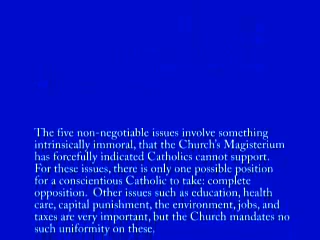 The five non-negotiable issues involve something
intrinsically immoral, that the Church's Magisterium
has forcefully indicated Catholics cannot support.
For these issues, there is only one possible position
for a conscientious Catholic to take: complete
opposition.  Other issues such as education, health
care, capital punishment, the environment, jobs, and
taxes are very important, but the Church mandates no
such uniformity on these.